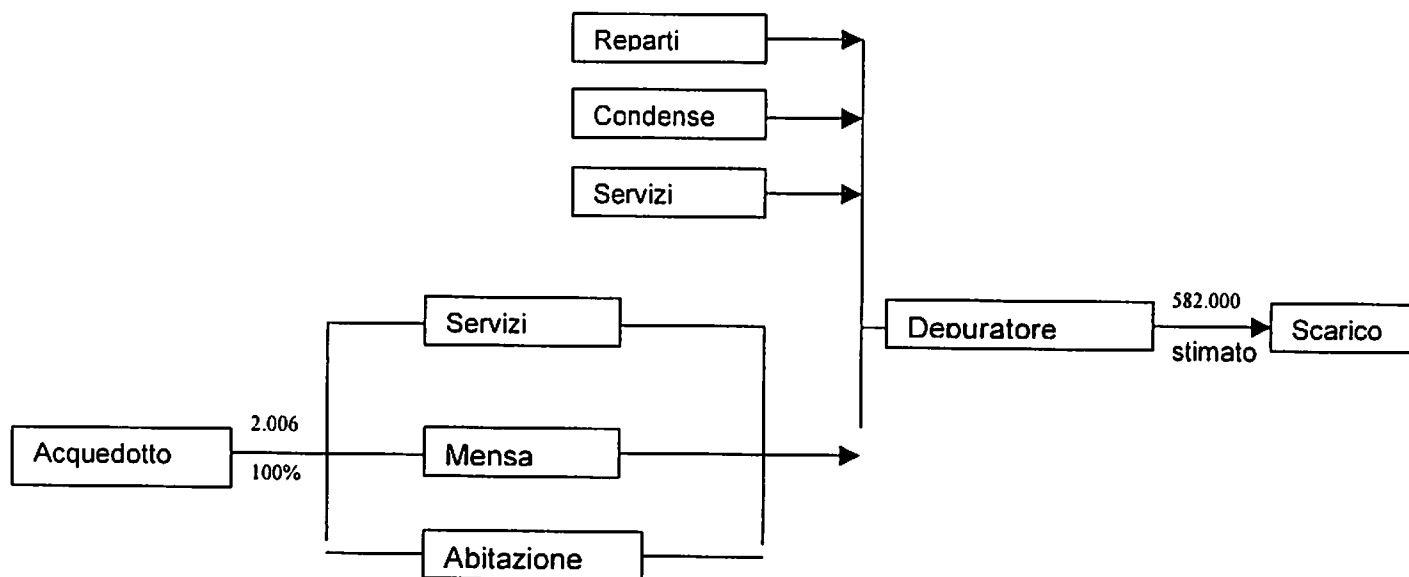 Reparti
Condense
Servizi
Servizi
Depuratore
582.000
stimato
Scarico
Acquedotto
2.006
100%
Mensa
Abitazione